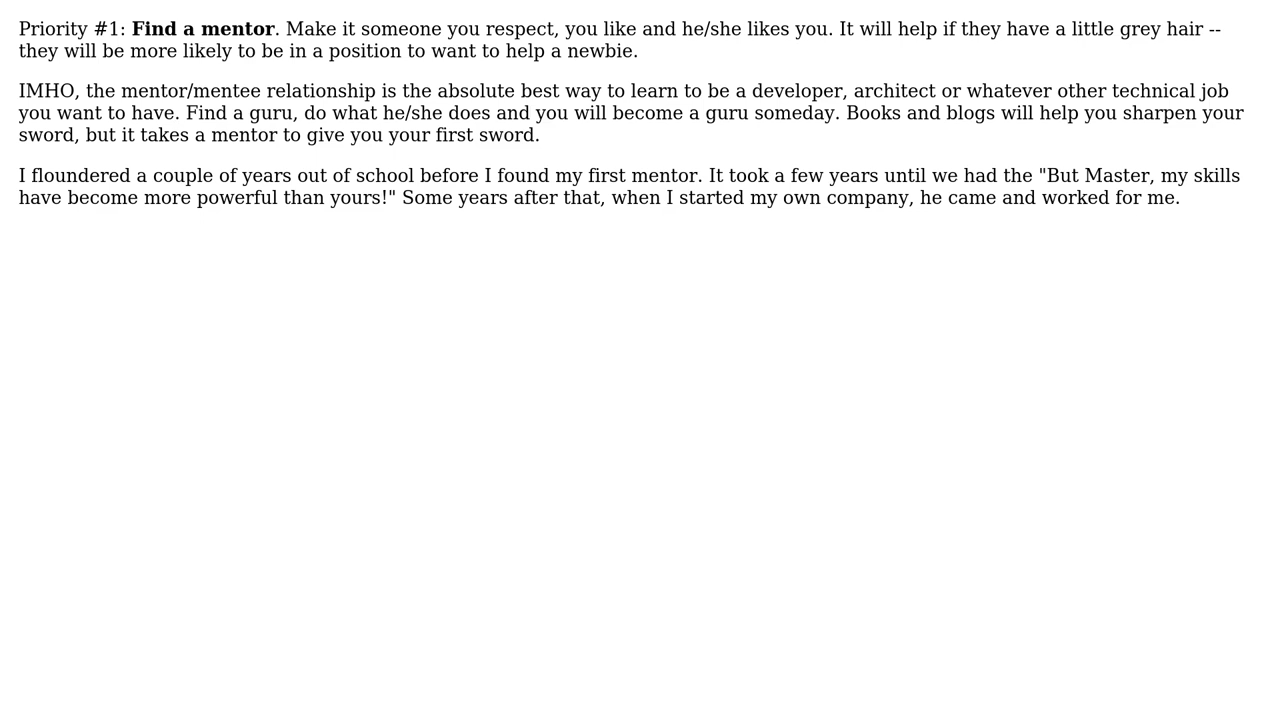 Priority #1: Find a mentor. Make it someone you respect, you like and he/she likes you. It will help if they have a little grey hair --
they will be more likely to be in a position to want to help a newbie.
IMHO, the mentor/mentee relationship is the absolute best way to learn to be a developer, architect or whatever other technical job
you want to have. Find a guru, do what he/she does and you will become a guru someday. Books and blogs will help you sharpen your
sword, but it takes a mentor to give you your first sword.
I floundered a couple of years out of school before I found my first mentor. It took a few years until we had the "But Master, my skills
have become more powerful than yours!" Some years after that, when I started my own company, he came and worked for me.